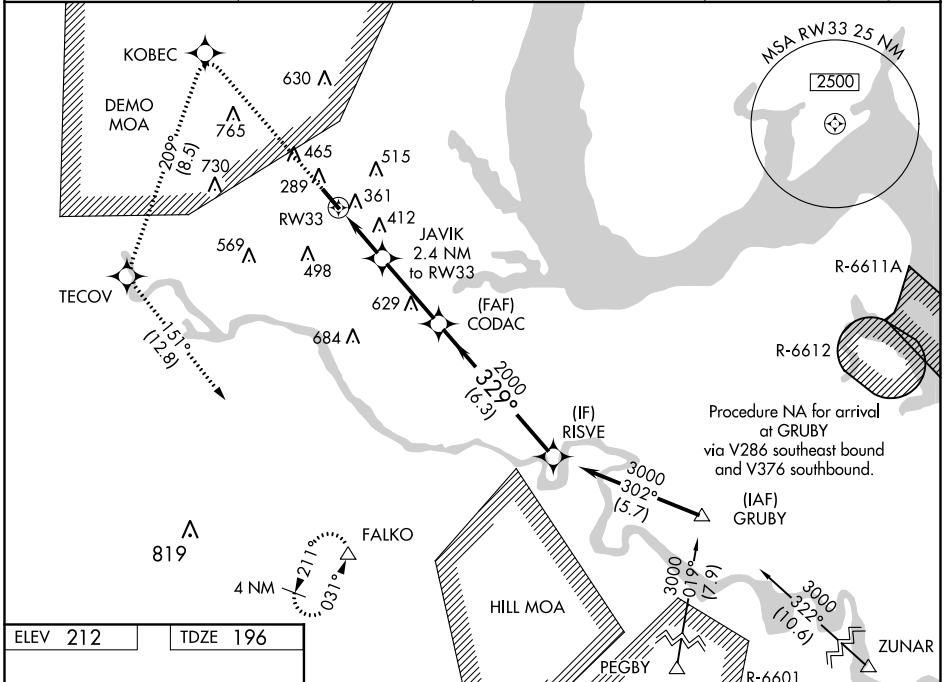 KOBEC
DEMO
MOA
630
765
730
209°
(8.5)
465
289
515
361
412
RW33
JAVIK
2.4 NM
to RW33
569
498
TECOV
151°
(12.8)
629
(FAF)
CODAC
684
2000
329°
(6.3)
(IF)
RISVE
MSA RW33 25 NM
2500
R-6611A
R-6612
Procedure NA for arrival
at GRUBY
via V286 southeast bound
and V376 southbound.
3000
302°
(5.7)
(IAF)
GRUBY
819
FALKO
4 NM
211°
031°
HILL MOA
3000
019°
(7.9)
3000
322°
(10.6)
PEGBY
R-6601
ZUNAR
ELEV 212
TDZE 196